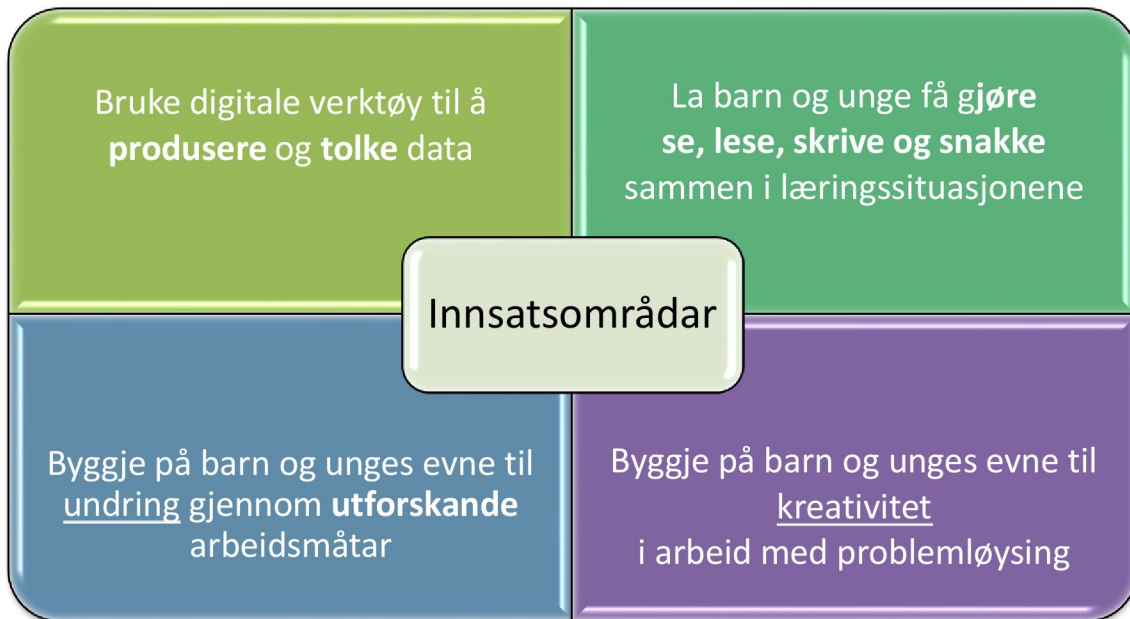 Bruke digitale verktøy til å
produsere og tolke data
La barn og unge få gjøre
se, lese, skrive og snakke
sammen i læringssituasjonene
Innsatsområdar
Byggje på barn og unges evne til
undring gjennom utforskande
arbeidsmåtar
Byggje på barn og unges evne til
kreativitet
i arbeid med problemløysing